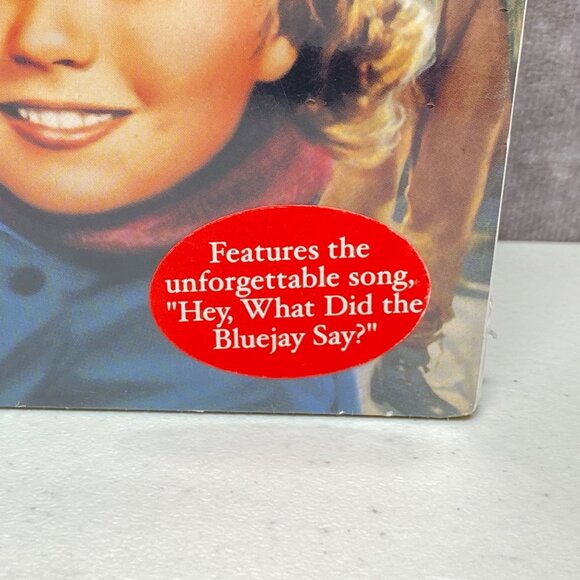 Features the
unforgettable song,
"Hey, What Did the
Bluejay Say?"